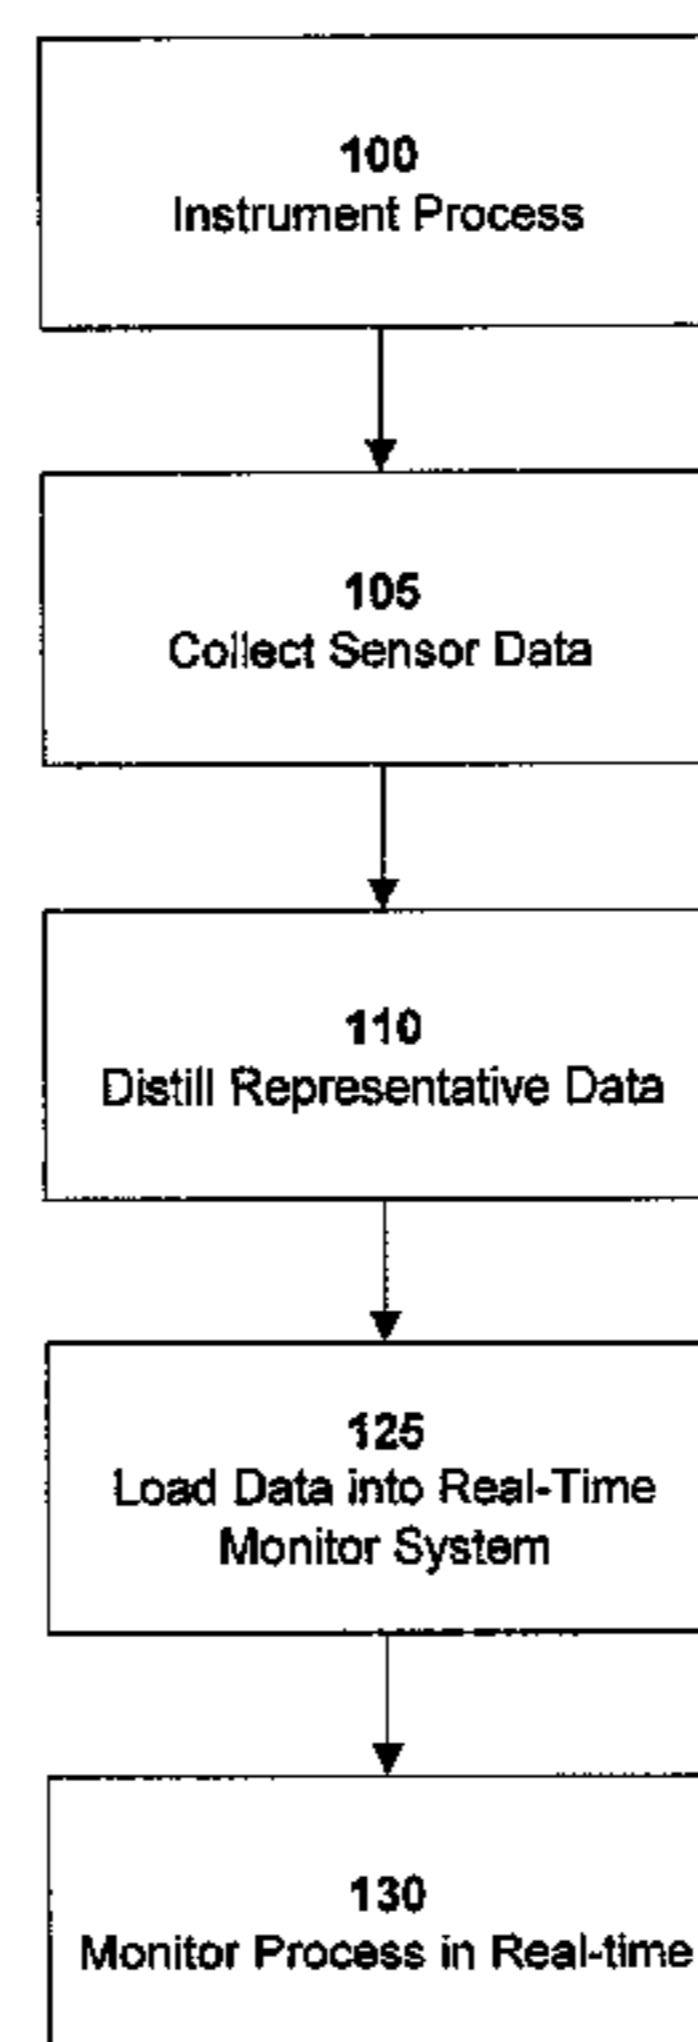 100
Instrument Process
105
Collect Sensor Data
110
Distill Representative Data
125
Load Data into Real-Time
Monitor System
130
Monitor Process in Real-time